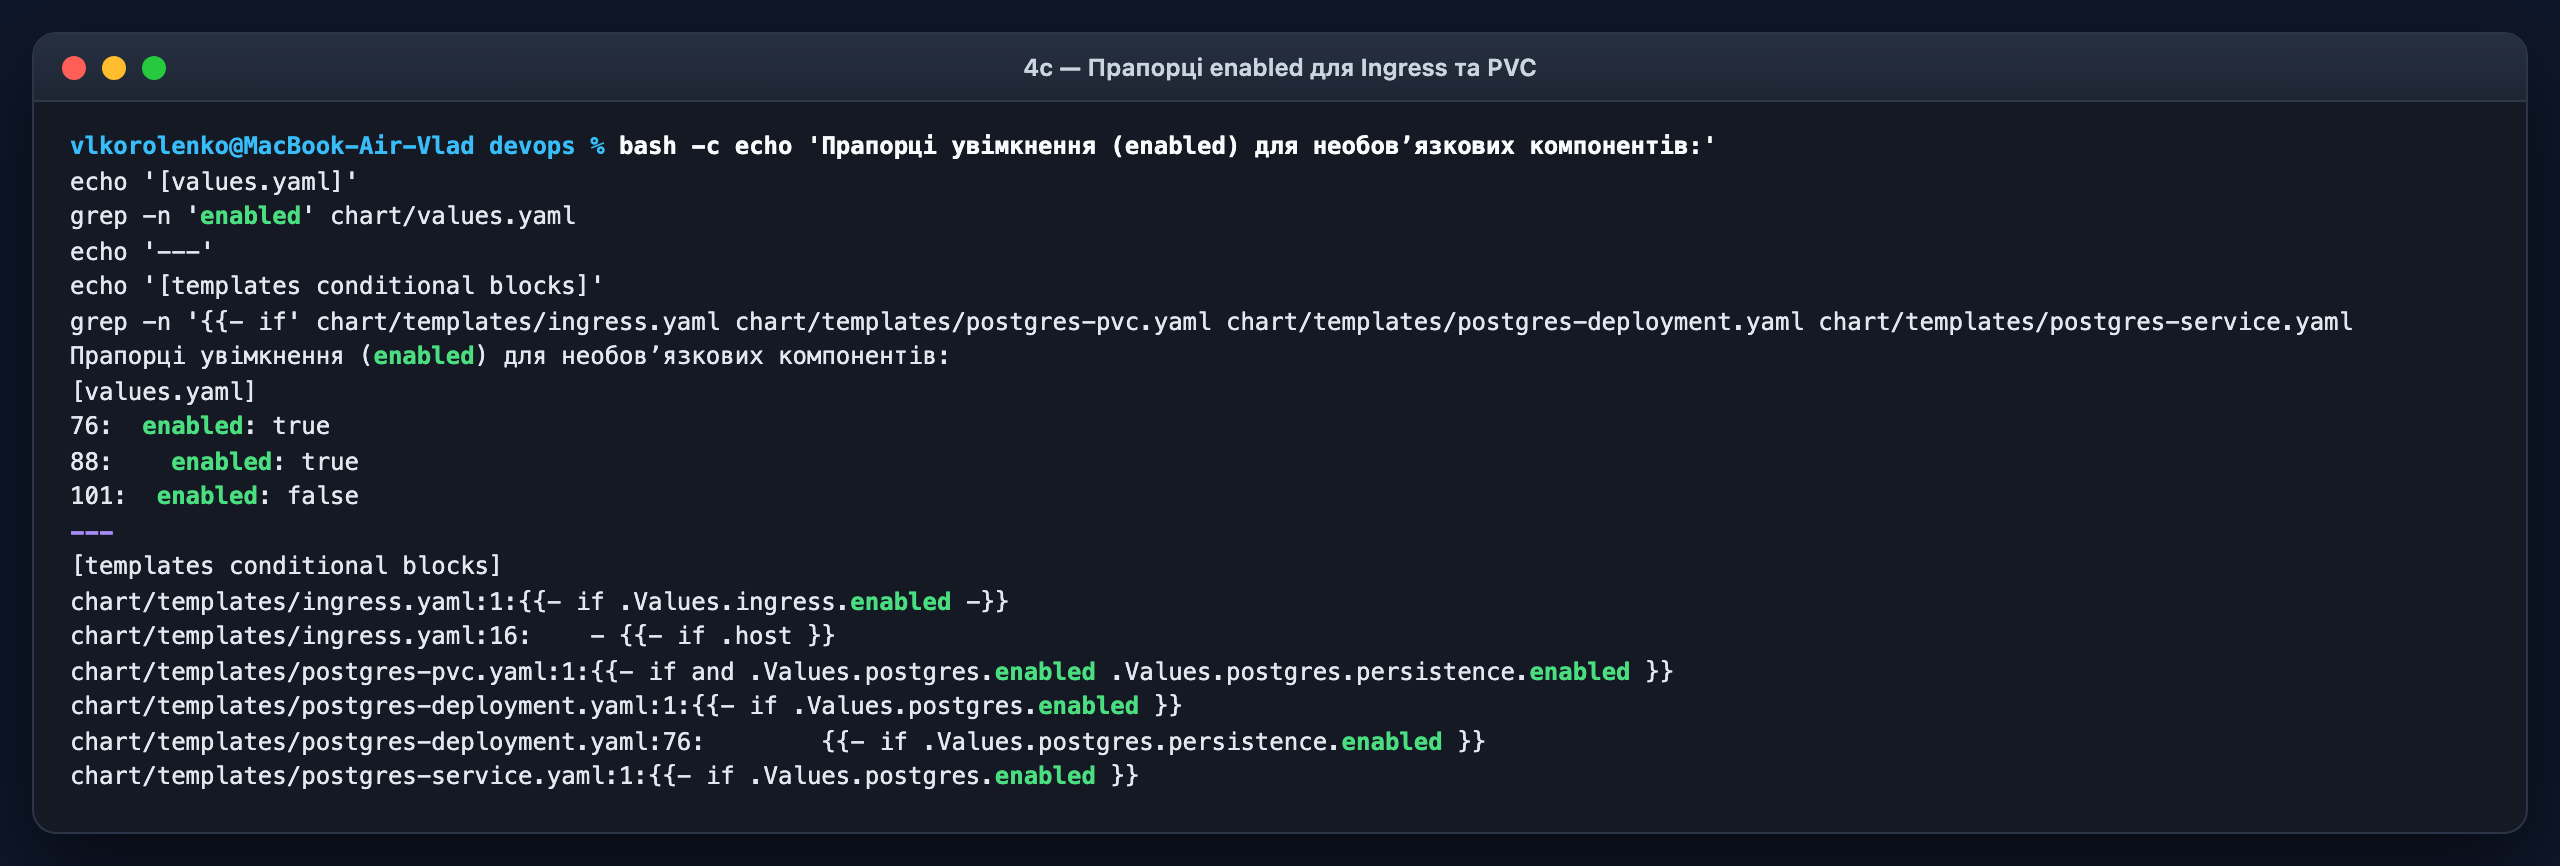 4c — Прапорці enabled для Ingress та PVC
vlkorolenko@MacBook-Air-Vlad devops % bash -c echo 'Прапорці увімкнення (enabled) для необов’язкових компонентів:'
echo '[values.yaml]'
grep -n 'enabled' chart/values.yaml
echo '---'
echo '[templates conditional blocks]'
grep -n '{{- if' chart/templates/ingress.yaml chart/templates/postgres-pvc.yaml chart/templates/postgres-deployment.yaml chart/templates/postgres-service.yaml
Прапорці увімкнення (enabled) для необов’язкових компонентів:
[values.yaml]
76:  enabled: true
88:    enabled: true
101:  enabled: false
---
[templates conditional blocks]
chart/templates/ingress.yaml:1:{{- if .Values.ingress.enabled -}}
chart/templates/ingress.yaml:16:    - {{- if .host }}
chart/templates/postgres-pvc.yaml:1:{{- if and .Values.postgres.enabled .Values.postgres.persistence.enabled }}
chart/templates/postgres-deployment.yaml:1:{{- if .Values.postgres.enabled }}
chart/templates/postgres-deployment.yaml:76:        {{- if .Values.postgres.persistence.enabled }}
chart/templates/postgres-service.yaml:1:{{- if .Values.postgres.enabled }}